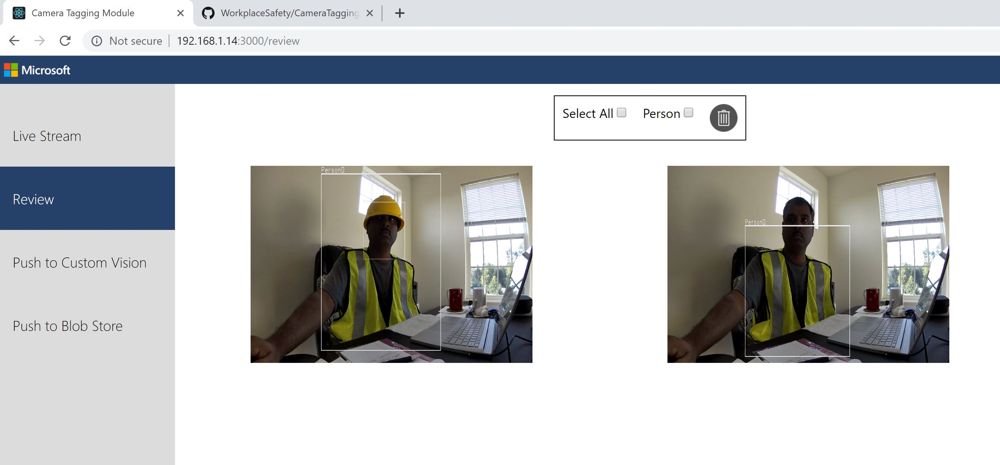 Camera Tagging Module
WorkplaceSafety/CameraTagging
Not secure
192.168.1.14:3000/review
Microsoft
Select All
Person
Live Stream
Review
Push to Custom Vision
Push to Blob Store
Person
Person